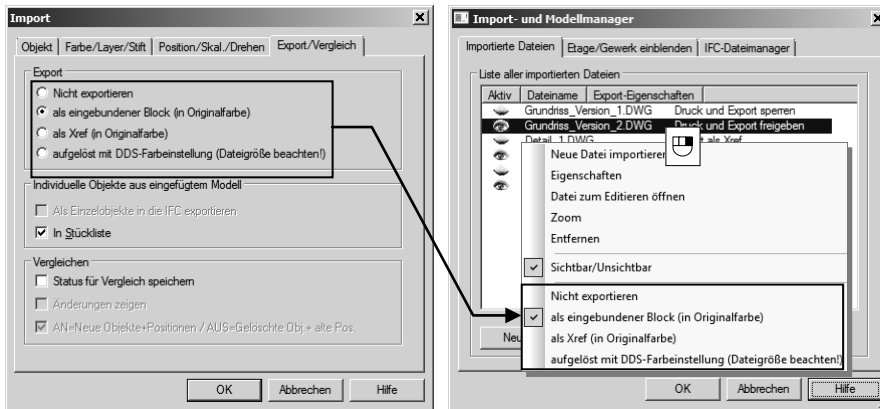 Import
Objekt Farbe/Layer/Stift Position/Skal./Drehen Export/Vergleich
Export
Nicht exportieren
als eingebundener Block (in Originalfarbe)
als Xref (in Originalfarbe)
aufgelöst mit DDS-Farbeinstellung (Dateigröße beachten!)
Individuelle Objekte aus eingefügtem Modell
Als Einzelobjekte in die IFC exportieren
In Stückliste
Vergleichen
Status für Vergleich speichern
Änderungen zeigen
AN=Neue Objekte+Positionen / AUS=Gelöschte Obj.+ alte Pos.
OK Abbrechen Hilfe
Import- und Modellmanager
Importierte Dateien Etage/Gewerk einblenden IFC-Dateimanager
Liste aller importierten Dateien
Aktiv Dateiname Export-Eigenschaften
Grundriss_Version_1.DWG Druck und Export sperren
Grundriss_Version_2.DWG Druck und Export freigeben
Detail_1.DWG als Xref
Neue Datei importieren
Eigenschaften
Datei zum Editieren öffnen
Zoom
Entfernen
Sichtbar/Unsichtbar
Nicht exportieren
als eingebundener Block (in Originalfarbe)
als Xref (in Originalfarbe)
aufgelöst mit DDS-Farbeinstellung (Dateigröße beachten!)
Neu
OK Abbrechen Hilfe